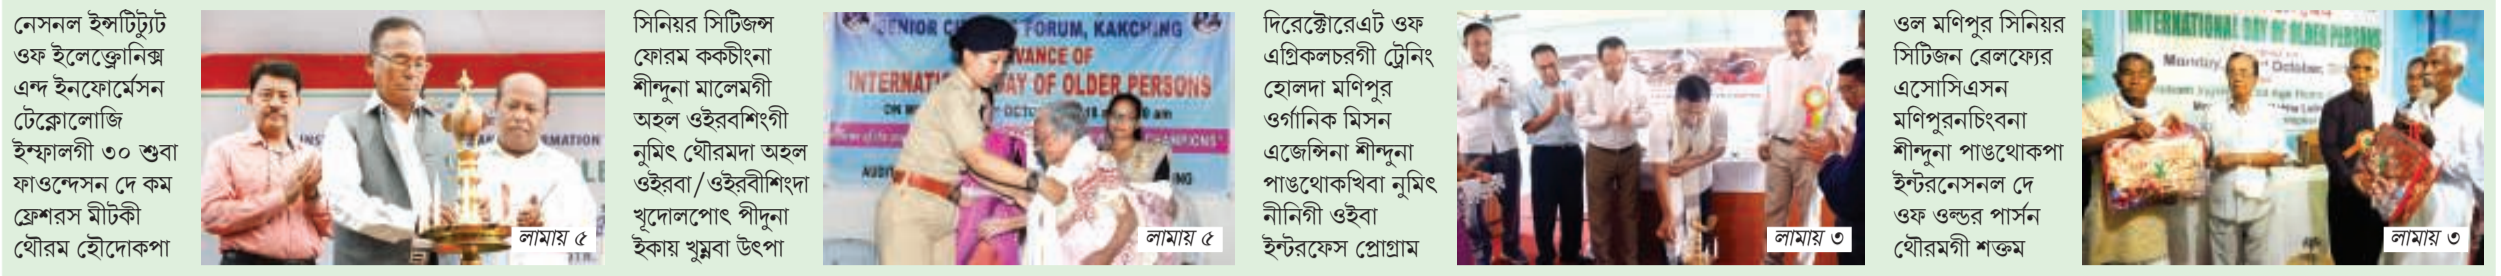 নেসনল ইন্সটিট্যুট
ওফ ইলেক্ত্রোনিক্স
এন্দ ইনফোর্মেসন
টেক্নোলোজি
ইম্ফালগী ৩০ শুবা
ফাওন্দেসন দে কম
ফ্রেশরস মীটকী
থৌরম হৌদোকপা
লামায় ৫
সিনিয়র সিটিজন্স
ফোরম ককচীংনা
শীন্দুনা মালেমগী
অহল ওইরবশিংগী
নুমিৎ থৌরমদা অহল
ওইরবা/ওইরবীশিংদা
খূদোলপোৎ পীদুনা
ইকায় খুম্নবা উৎপা
SENIOR FORUM, KAKCHING
INTERNATIONAL DAY OF OLDER PERSONS
লামায় ৫
দিরেক্টোরেএট ওফ
এগ্রিকলচরগী ট্রেনিং
হোলদা মণিপুর
ওর্গানিক মিসন
এজেন্সিনা শীন্দুনা
পাঙথোকখিবা নুমিৎ
নীনিগী ওইবা
ইন্টরফেস প্রোগ্রাম
লামায় ৩
ওল মণিপুর সিনিয়র
সিটিজন ৱেলফ্যের
এসোসিএসন
মণিপুরনচিংবনা
শীন্দুনা পাঙথোকপা
ইন্টরনেসনল দে
ওফ ওল্ডর পার্সন
থৌরমগী শক্তম
INTERNATIONAL DAY OF OLDER PERSONS
লামায় ৩